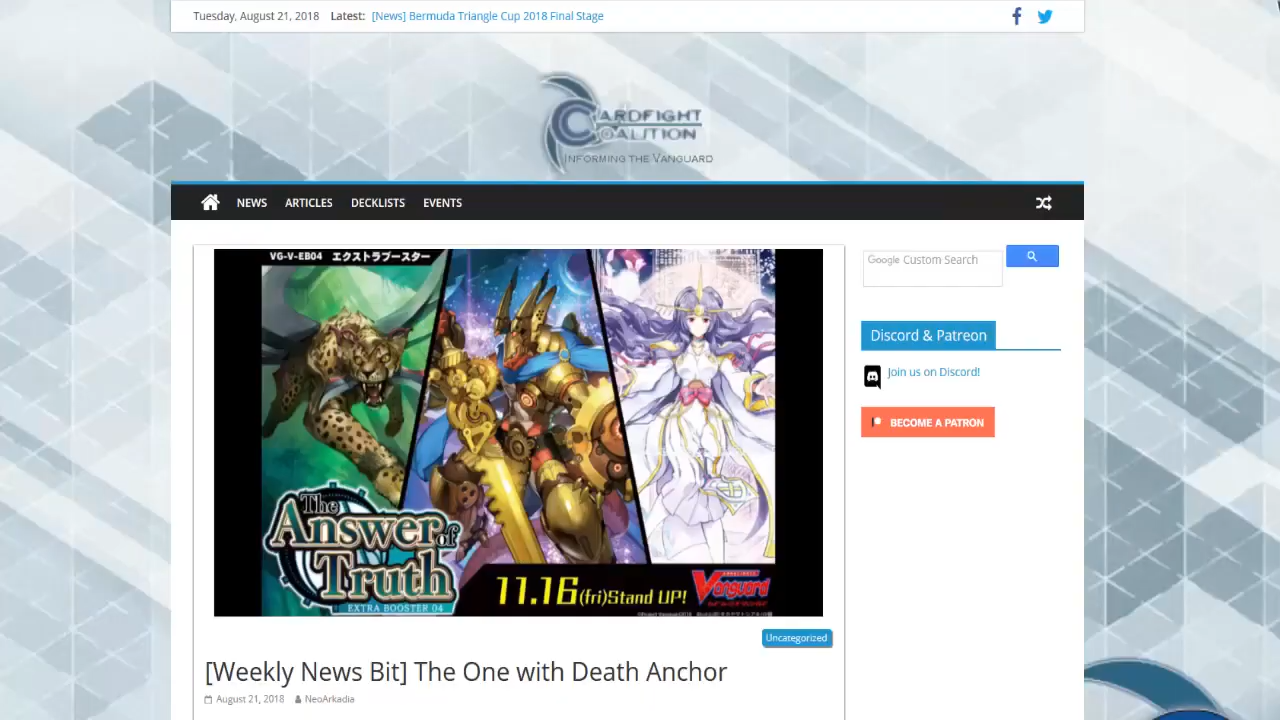 Tuesday, August 21, 2018 Latest: [News] Bermuda Triangle Cup 2018 Final Stage
CARDFIGHT
COALITION
INFORMING THE VANGUARD
NEWS ARTICLES DECKLISTS EVENTS
VG-V-EB04 エクストラブースター
The
Answer of
Truth
EXTRA BOOSTER 04
11.16(fri)Stand UP!
Vanguard
Google Custom Search
Discord & Patreon
Join us on Discord!
BECOME A PATRON
Uncategorized
[Weekly News Bit] The One with Death Anchor
August 21, 2018 NeoArkadia